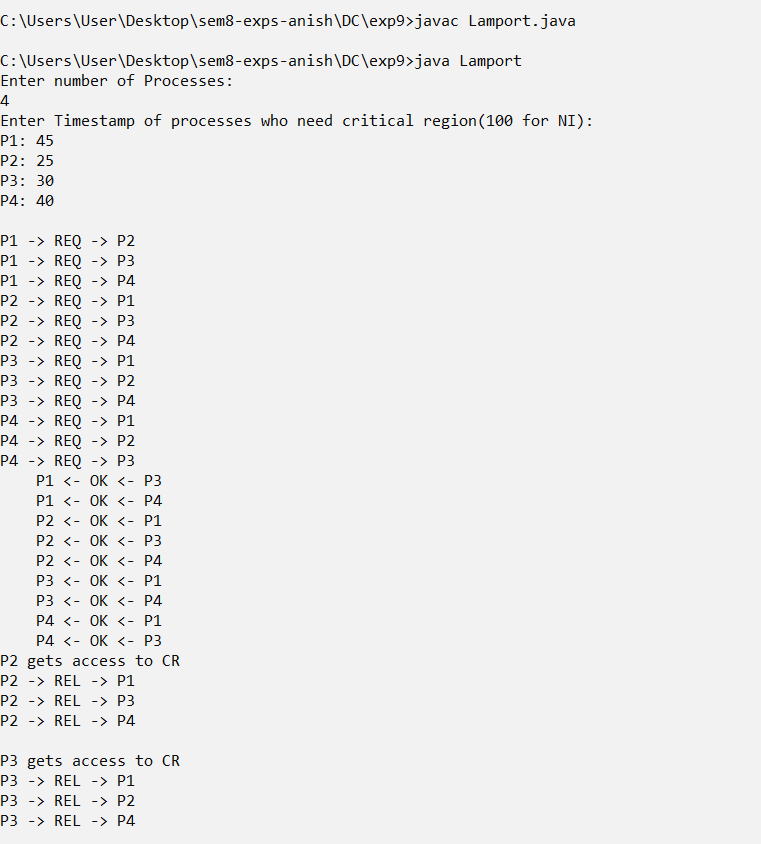 C:\Users\User\Desktop\sem8-exps-anish\DC\exp9>javac Lamport.java
C:\Users\User\Desktop\sem8-exps-anish\DC\exp9>java Lamport
Enter number of Processes:
4
Enter Timestamp of processes who need critical region(100 for NI):
P1: 45
P2: 25
P3: 30
P4: 40
P1 -> REQ -> P2
P1 -> REQ -> P3
P1 -> REQ -> P4
P2 -> REQ -> P1
P2 -> REQ -> P3
P2 -> REQ -> P4
P3 -> REQ -> P1
P3 -> REQ -> P2
P3 -> REQ -> P4
P4 -> REQ -> P1
P4 -> REQ -> P2
P4 -> REQ -> P3
P1 <- OK <- P3
P1 <- OK <- P4
P2 <- OK <- P1
P2 <- OK <- P3
P2 <- OK <- P4
P3 <- OK <- P1
P3 <- OK <- P4
P4 <- OK <- P1
P4 <- OK <- P3
P2 gets access to CR
P2 -> REL -> P1
P2 -> REL -> P3
P2 -> REL -> P4
P3 gets access to CR
P3 -> REL -> P1
P3 -> REL -> P2
P3 -> REL -> P4